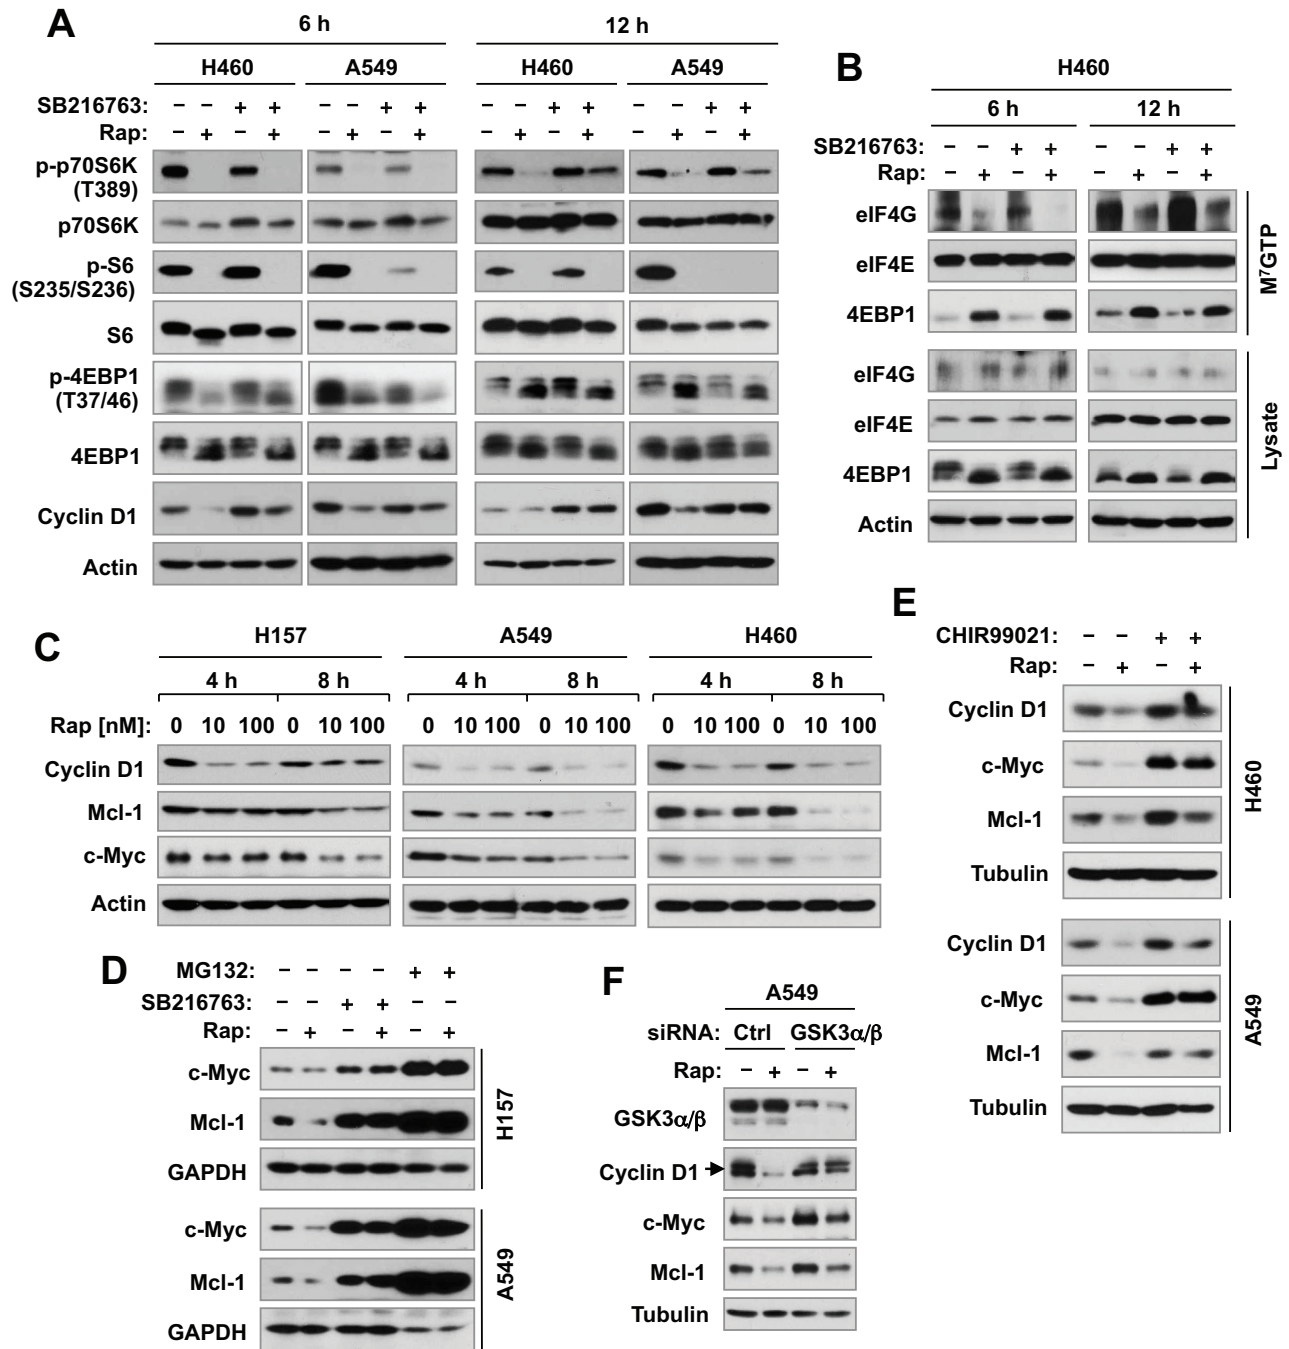 A
6 h
12 h
H460
A549
H460
A549
SB216763: – – + + – – + + – – + + – – + +
Rap: – + – + – + – + – + – + – + – +
p-p70S6K
(T389)
p70S6K
p-S6
(S235/S236)
S6
p-4EBP1
(T37/46)
4EBP1
Cyclin D1
Actin
B
H460
6 h
12 h
SB216763: – – + + – – + +
Rap: – + – + – + – +
eIF4G
eIF4E
4EBP1
M⁷GTP
eIF4G
eIF4E
4EBP1
Actin
Lysate
C
H157
A549
H460
4 h
8 h
4 h
8 h
4 h
8 h
Rap [nM]: 0 10 100 0 10 100 0 10 100 0 10 100 0 10 100 0 10 100
Cyclin D1
Mcl-1
c-Myc
Actin
D
MG132: – – – – + +
SB216763: – – + + – –
Rap: – + – + – +
c-Myc
Mcl-1
GAPDH
H157
c-Myc
Mcl-1
GAPDH
A549
E
CHIR99021: – – + +
Rap: – + – +
Cyclin D1
c-Myc
Mcl-1
Tubulin
H460
Cyclin D1
c-Myc
Mcl-1
Tubulin
A549
F
A549
siRNA: Ctrl GSK3α/β
Rap: – + – +
GSK3α/β
Cyclin D1
c-Myc
Mcl-1
Tubulin